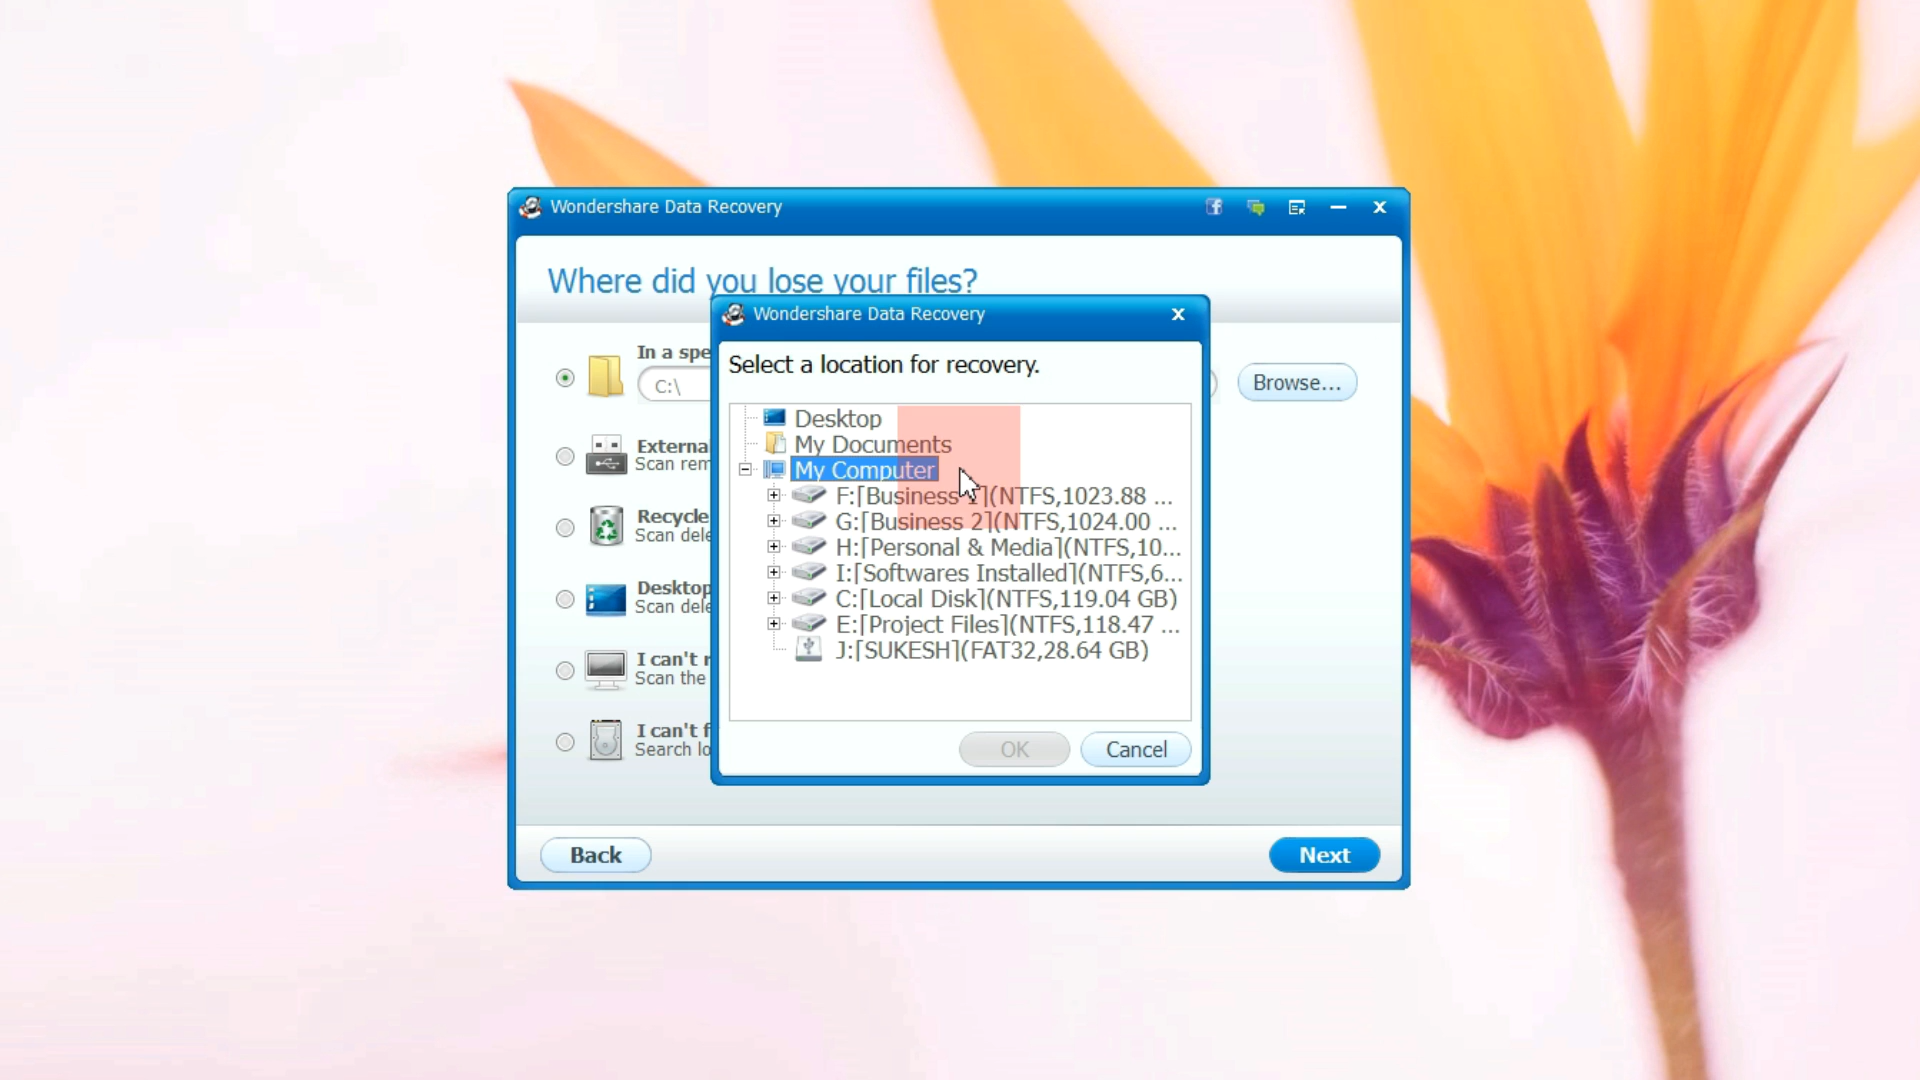 Wondershare Data Recovery
Where did you lose your files?
In a spe
C:\
Browse...
Externa
Scan rem
Recycle
Scan dele
Desktop
Scan dele
I can't r
Scan the
I can't f
Search lo
Wondershare Data Recovery
Select a location for recovery.
Desktop
My Documents
My Computer
F:[Business 1](NTFS,1023.88 ...
G:[Business 2](NTFS,1024.00 ...
H:[Personal & Media](NTFS,10...
I:[Softwares Installed](NTFS,6...
C:[Local Disk](NTFS,119.04 GB)
E:[Project Files](NTFS,118.47 ...
J:[SUKESH](FAT32,28.64 GB)
OK
Cancel
Back
Next